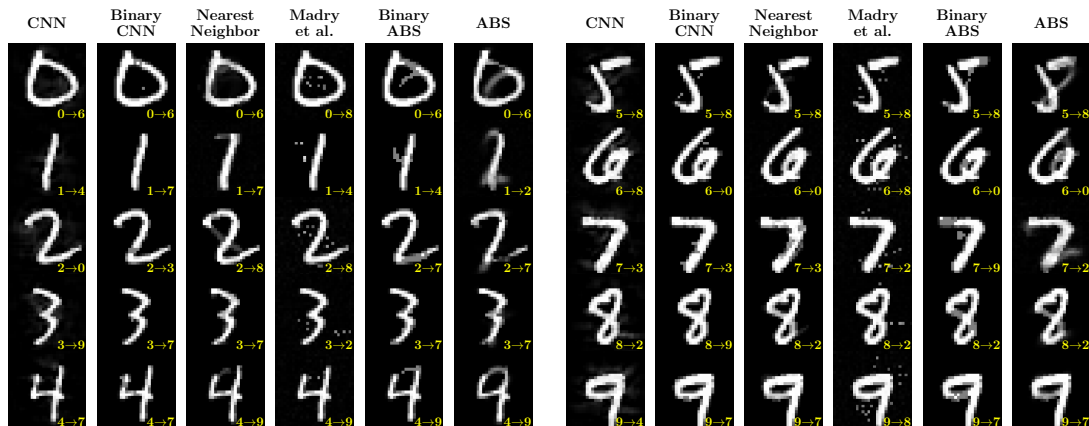 CNN Binary CNN Nearest Neighbor Madry et al. Binary ABS ABS CNN Binary CNN Nearest Neighbor Madry et al. Binary ABS ABS
0→6 0→6 0→6 0→8 0→6 0→6 5→8 5→8 5→8 5→8 5→8 5→8
1→4 1→7 1→7 1→4 1→4 1→2 6→8 6→0 6→0 6→8 6→0 6→0
2→0 2→3 2→8 2→8 2→7 2→7 7→3 7→3 7→3 7→2 7→9 7→2
3→9 3→7 3→7 3→2 3→7 3→7 8→2 8→9 8→2 8→2 8→2 8→2
4→7 4→7 4→9 4→9 4→9 4→9 9→4 9→7 9→7 9→8 9→7 9→7